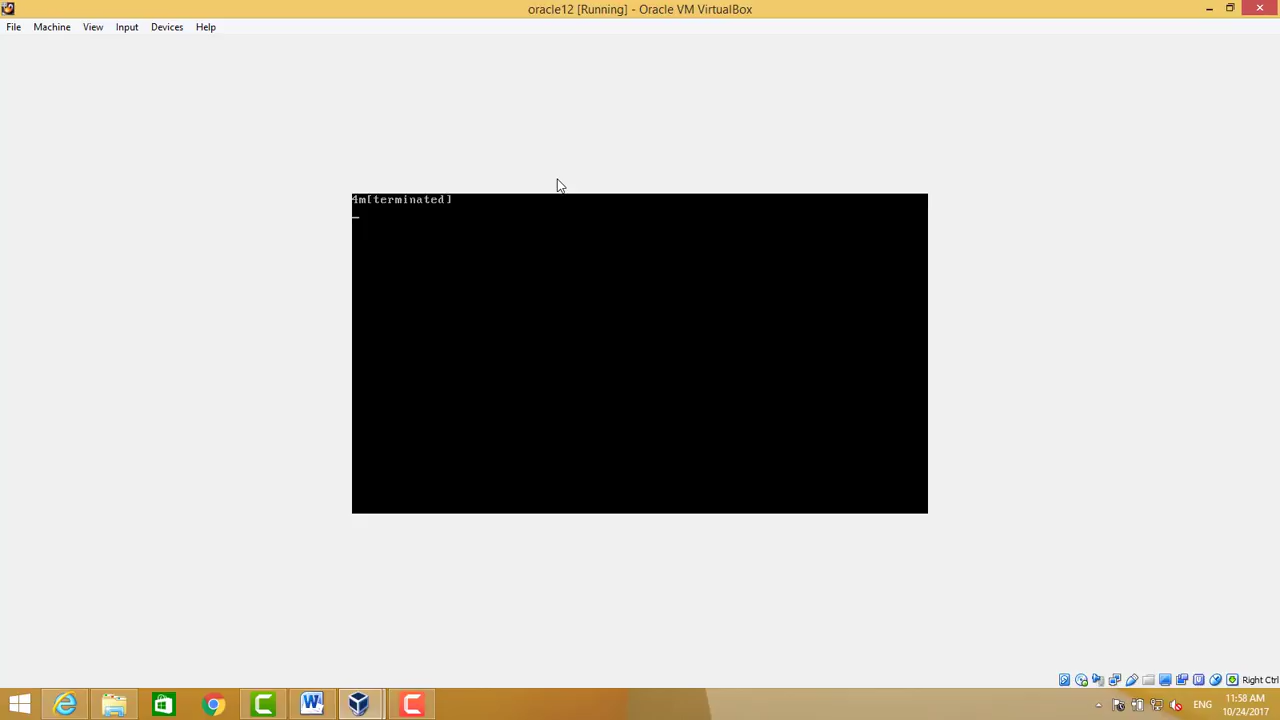 oracle12 [Running] - Oracle VM VirtualBox
File Machine View Input Devices Help
4m[terminated]
_
Right Ctrl
ENG
11:58 AM
10/24/2017